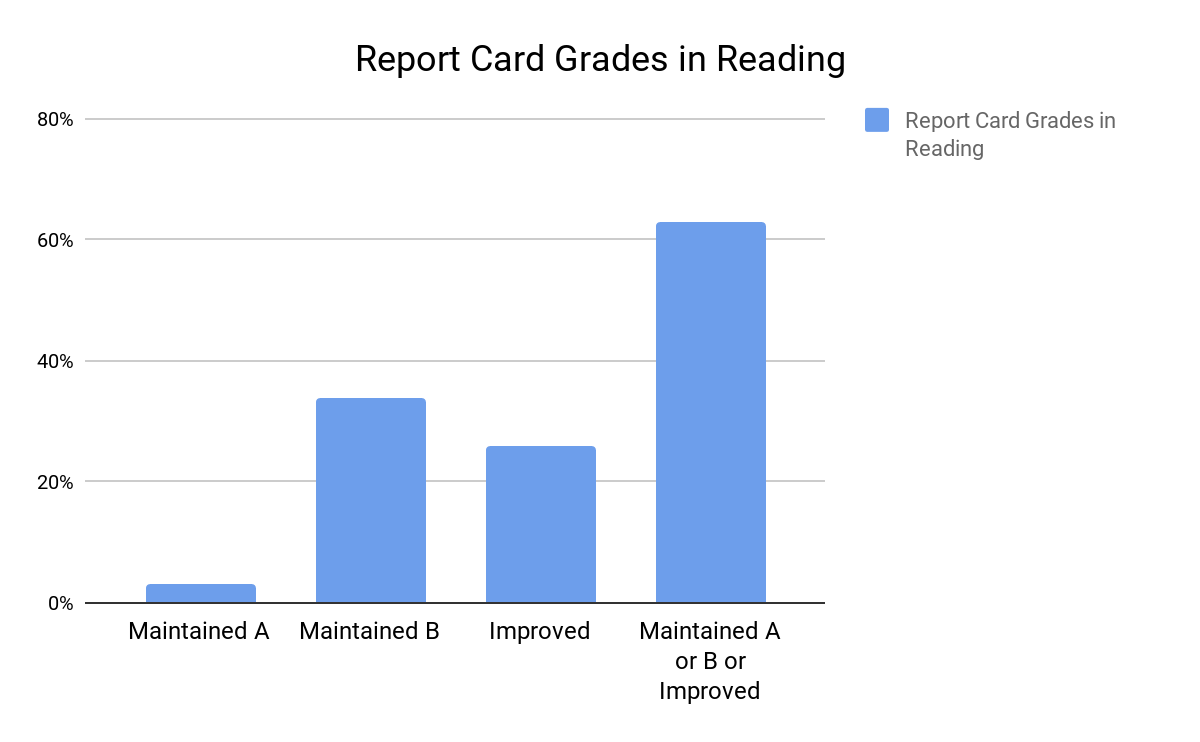 Report Card Grades in Reading
80%
60%
40%
20%
0%
Report Card Grades in
Reading
Maintained A
Maintained B
Improved
Maintained A
or B or
Improved